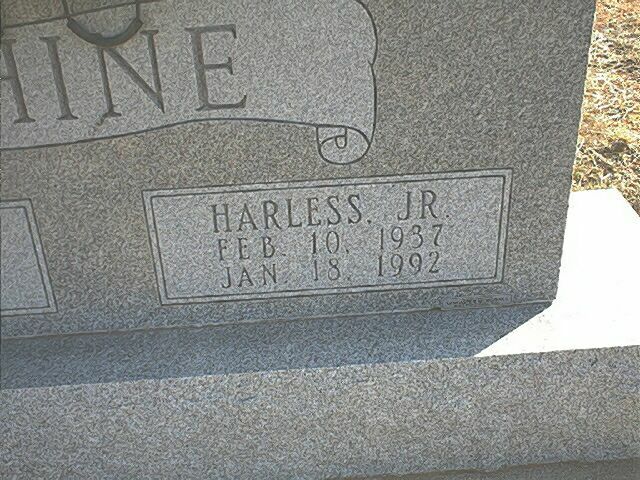 HINE
HARLESS, JR.
FEB. 10, 1937
JAN. 18, 1992